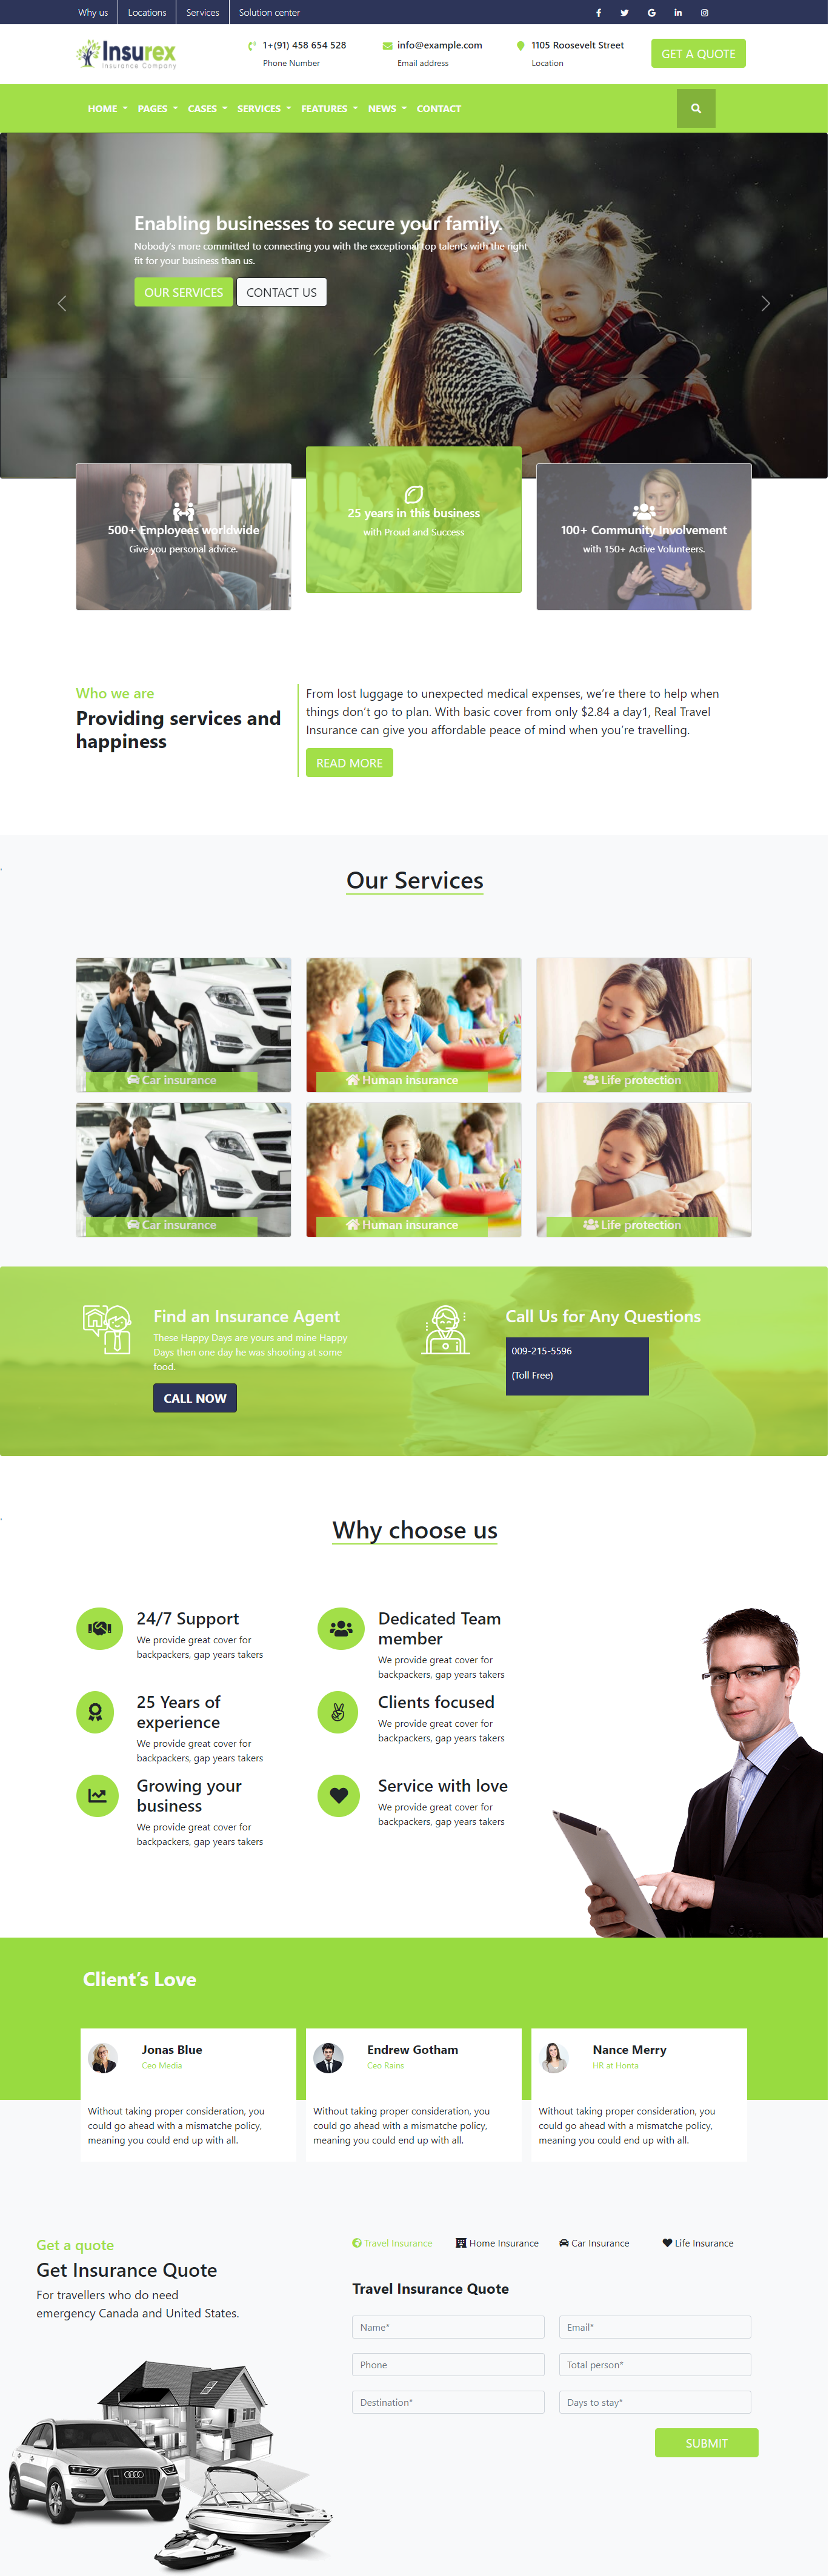 Why us Locations Services Solution center
Insurex
Insurance Company
1+(91) 458 654 528
Phone Number
info@example.com
Email address
1105 Roosevelt Street
Location
GET A QUOTE
HOME PAGES CASES SERVICES FEATURES NEWS CONTACT
Enabling businesses to secure your family.
Nobody's more committed to connecting you with the exceptional top talents with the right
fit for your business than us.
OUR SERVICES CONTACT US
500+ Employees worldwide
Give you personal advice.
25 years in this business
with Proud and Success
100+ Community Involvement
with 150+ Active Volunteers.
Who we are
Providing services and
happiness
From lost luggage to unexpected medical expenses, we're there to help when
things don't go to plan. With basic cover from only $2.84 a day1, Real Travel
Insurance can give you affordable peace of mind when you're travelling.
READ MORE
Our Services
Car insurance
Human insurance
Life protection
Car insurance
Human insurance
Life protection
Find an Insurance Agent
These Happy Days are yours and mine Happy
Days then one day he was shooting at some
food.
CALL NOW
Call Us for Any Questions
009-215-5596
(Toll Free)
Why choose us
24/7 Support
We provide great cover for
backpackers, gap years takers
Dedicated Team
member
We provide great cover for
backpackers, gap years takers
25 Years of
experience
We provide great cover for
backpackers, gap years takers
Clients focused
We provide great cover for
backpackers, gap years takers
Growing your
business
We provide great cover for
backpackers, gap years takers
Service with love
We provide great cover for
backpackers, gap years takers
Client's Love
Jonas Blue
Ceo Media
Without taking proper consideration, you
could go ahead with a mismatche policy,
meaning you could end up with all.
Endrew Gotham
Ceo Rains
Without taking proper consideration, you
could go ahead with a mismatche policy,
meaning you could end up with all.
Nance Merry
HR at Honta
Without taking proper consideration, you
could go ahead with a mismatche policy,
meaning you could end up with all.
Get a quote
Get Insurance Quote
For travellers who do need
emergency Canada and United States.
Travel Insurance Home Insurance Car Insurance Life Insurance
Travel Insurance Quote
Name* Email*
Phone Total person*
Destination* Days to stay*
SUBMIT